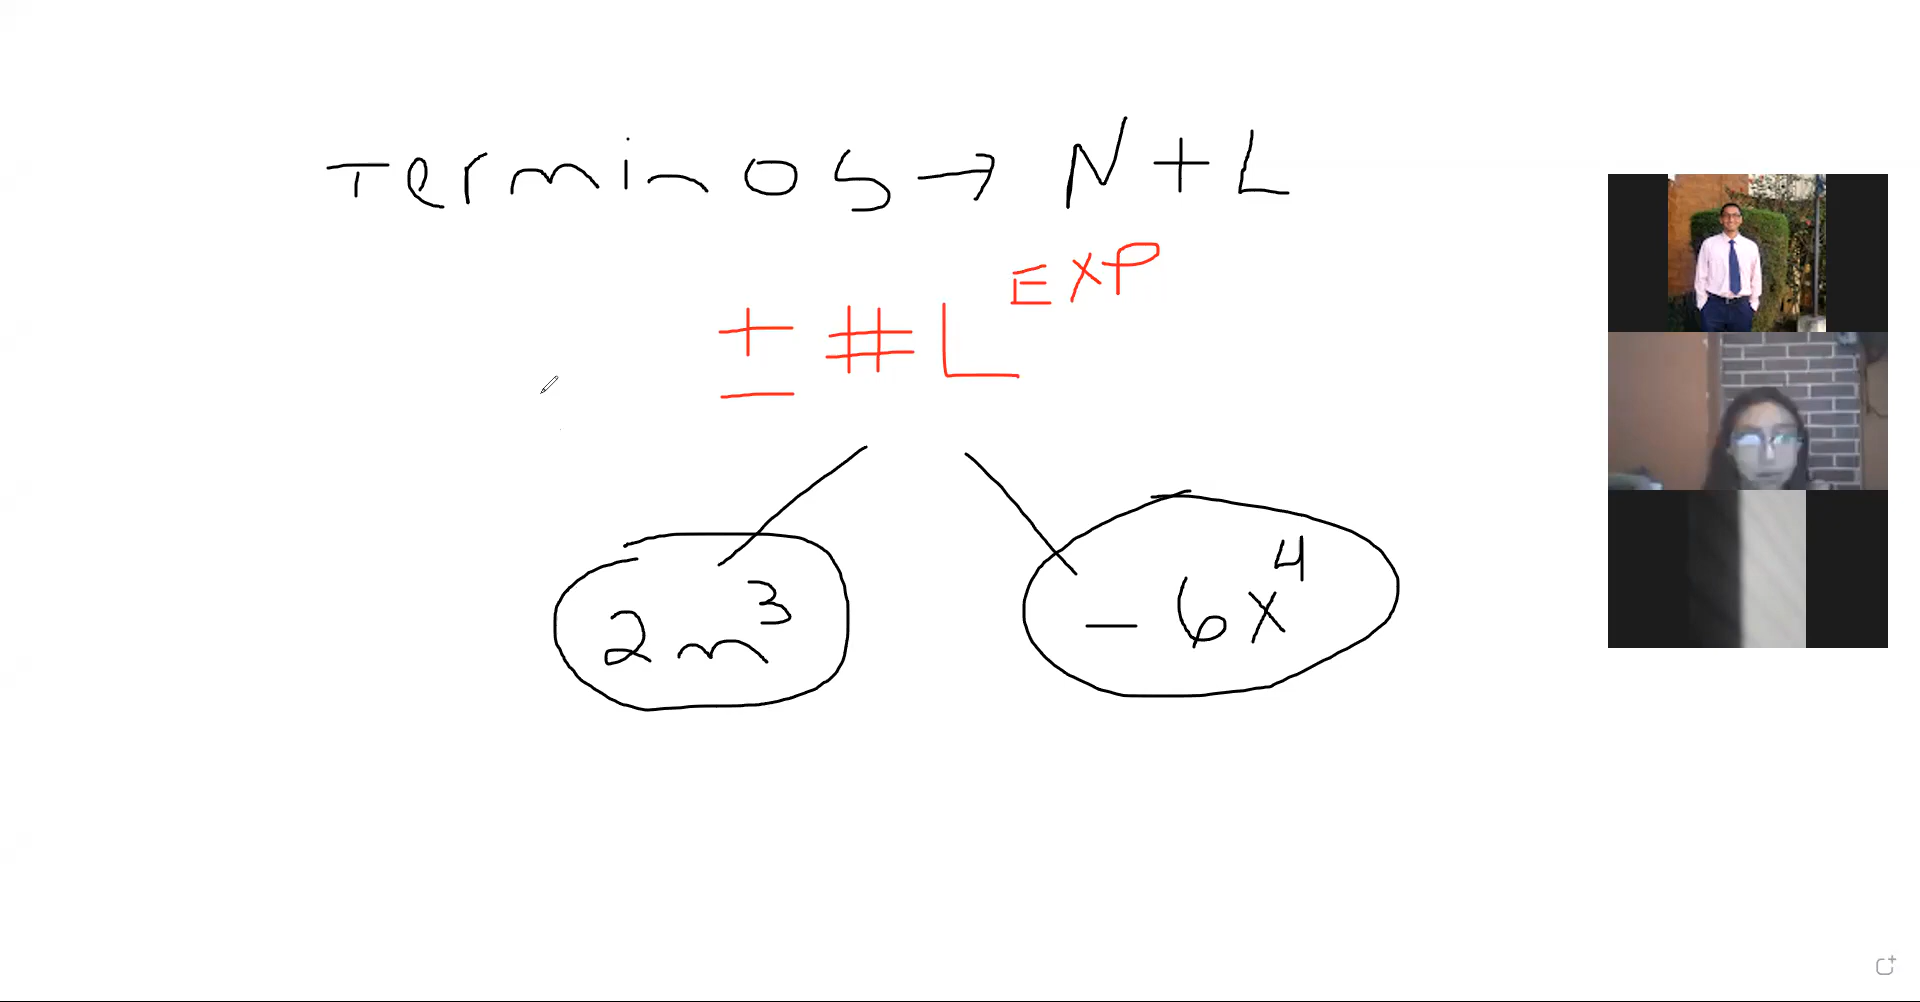 Terminos → N + L
± # L^EXP
2m³
- 6x⁴